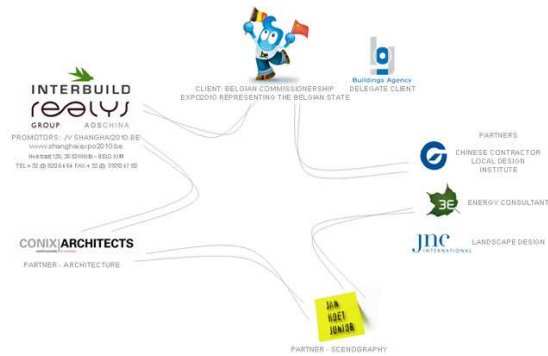 INTERBUILD
realys
GROUP AOSCHINA
PROMOTORS: JV SHANGHAI2010.BE
www.shanghaiexpo2010.be
.be
CLIENT: BELGIAN COMMISSIONERSHIP
EXPO2010 REPRESENTING THE BELGIAN STATE
Buildings Agency
DELEGATE CLIENT
PARTNERS
CHINESE CONTRACTOR
LOCAL DESIGN
INSTITUTE
3E
ENERGY CONSULTANT
jnc
INTERNATIONAL
LANDSCAPE DESIGN
CONIX|ARCHITECTS
PARTNER - ARCHITECTURE
JAN
HOET
JUNIOR
PARTNER - SCENOGRAPHY